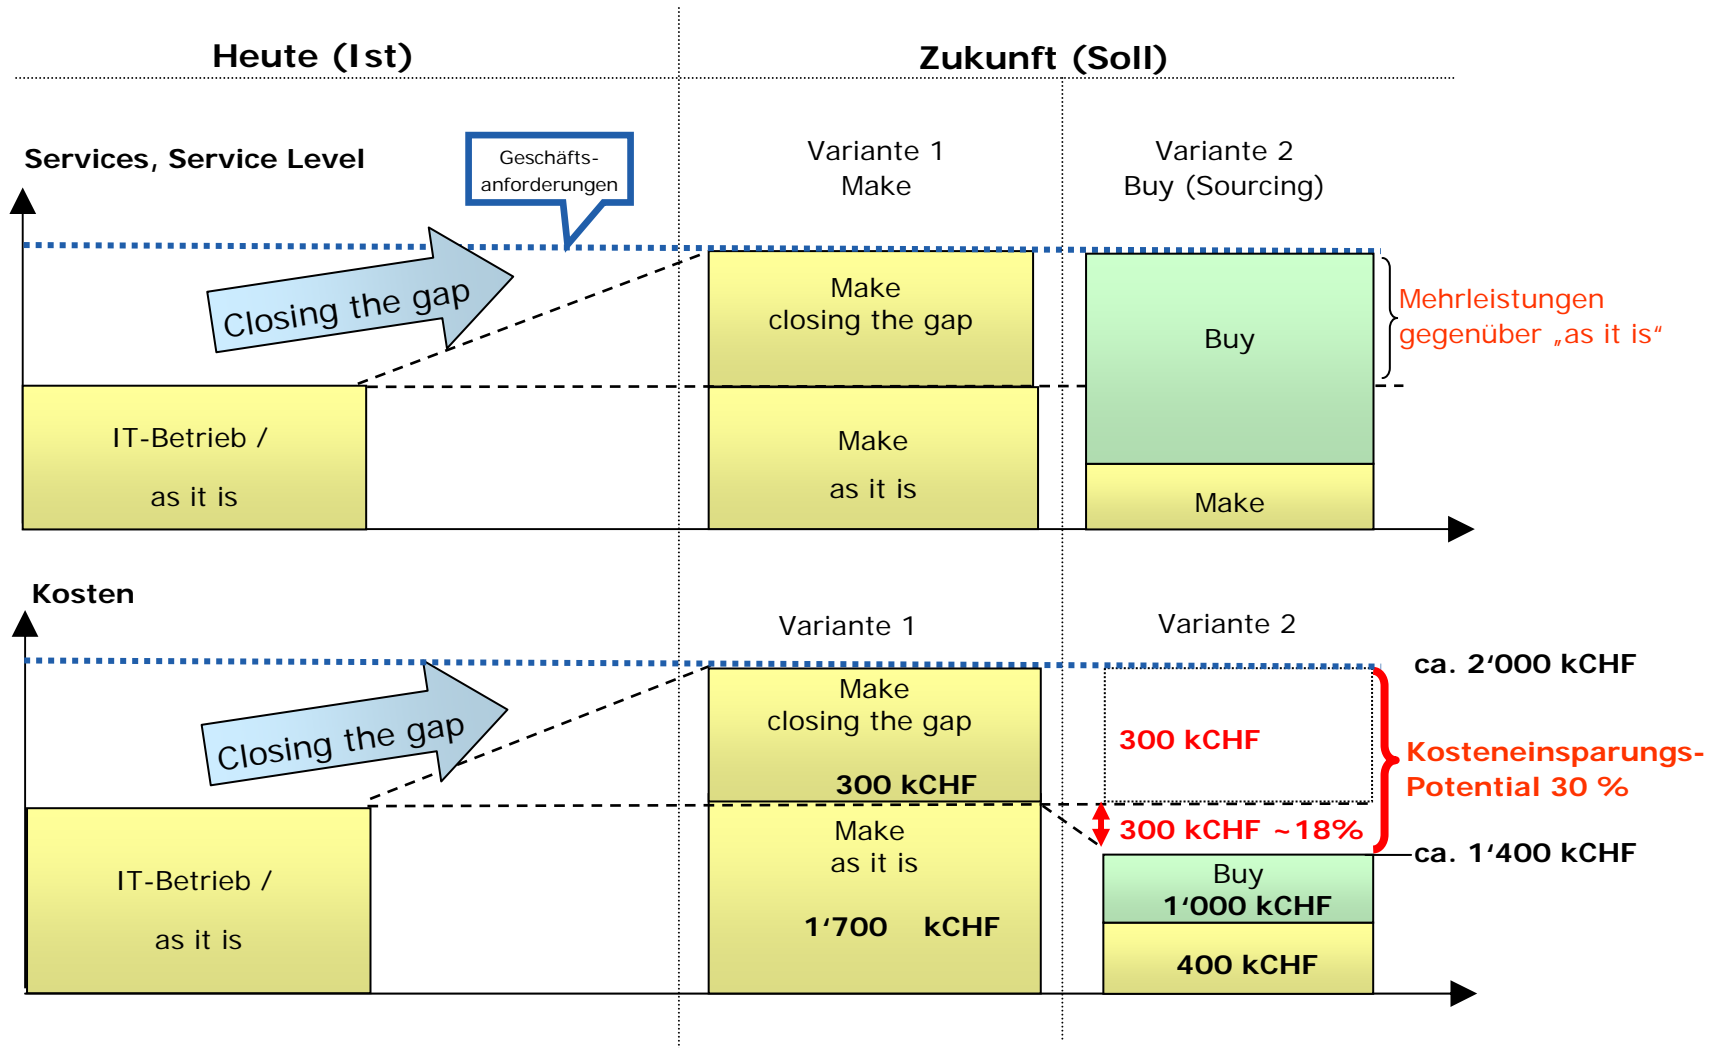 Heute (Ist)
Zukunft (Soll)
Services, Service Level
Geschäfts-
anforderungen
Variante 1
Make
Variante 2
Buy (Sourcing)
Closing the gap
Make
closing the gap
Buy
Mehrleistungen
gegenüber „as it is“
IT-Betrieb /
as it is
Make
as it is
Make
Kosten
Variante 1
Variante 2
ca. 2‘000 kCHF
Closing the gap
Make
closing the gap
300 kCHF
300 kCHF
Kosteneinsparungs-
Potential 30 %
300 kCHF ~18%
ca. 1‘400 kCHF
IT-Betrieb /
as it is
Make
as it is
1‘700 kCHF
Buy
1‘000 kCHF
400 kCHF